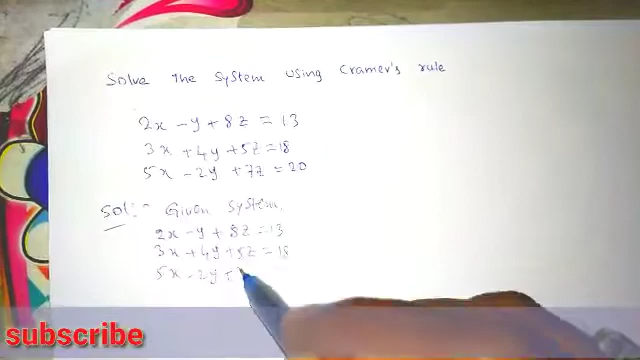 Solve the system using Cramer's rule
2x - y + 8z = 13
3x + 4y + 5z = 18
5x - 2y + 7z = 20
Sol:- Given system,
2x - y + 8z = 13
3x + 4y + 5z = 18
5x - 2y +
subscribe